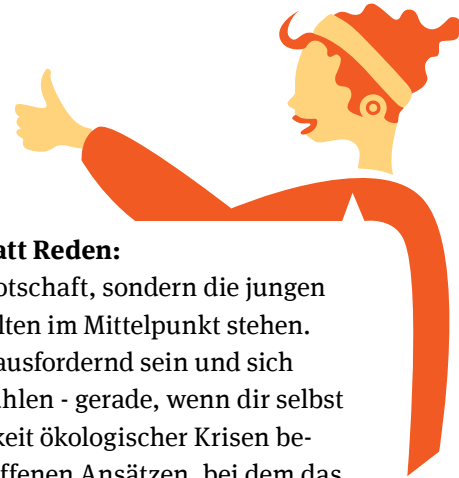 att Reden:
otschaft, sondern die jungen
lten im Mittelpunkt stehen.
ausfordernd sein und sich
hlen - gerade, wenn dir selbst
keit ökologischer Krisen be-
ffenen Ansätzen, bei dem das